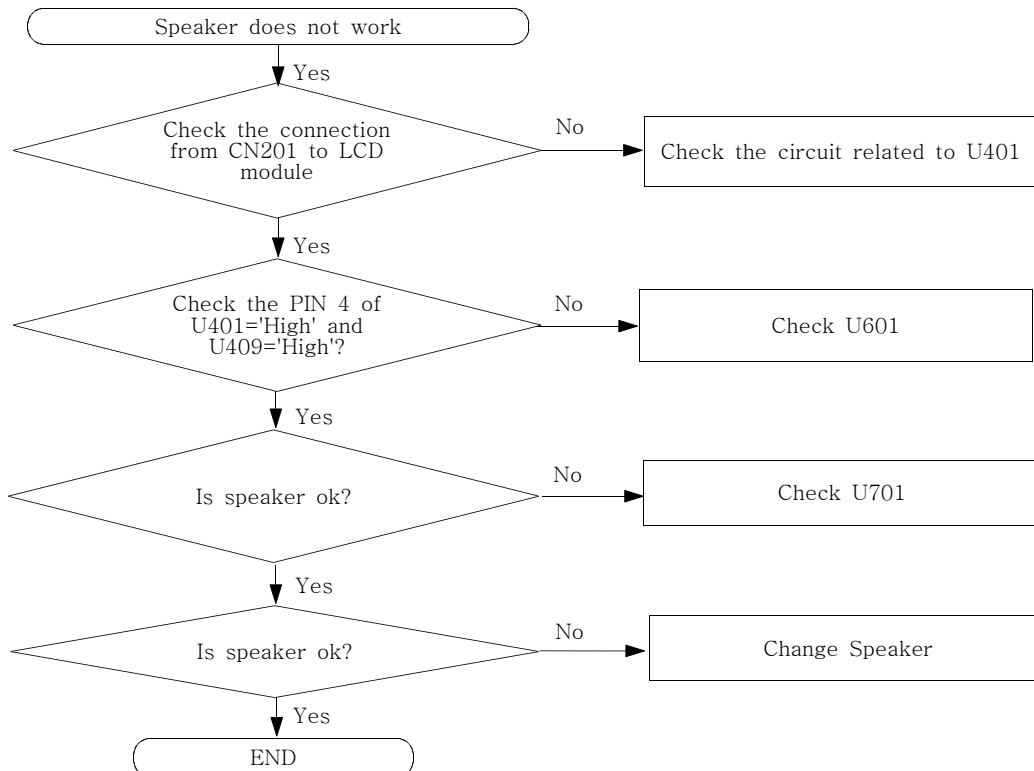 Speaker does not work
Yes
Check the connection
from CN201 to LCD
module
No
Check the circuit related to U401
Yes
Check the PIN 4 of
U401='High' and
U409='High'?
No
Check U601
Yes
Is speaker ok?
No
Check U701
Yes
Is speaker ok?
No
Change Speaker
Yes
END